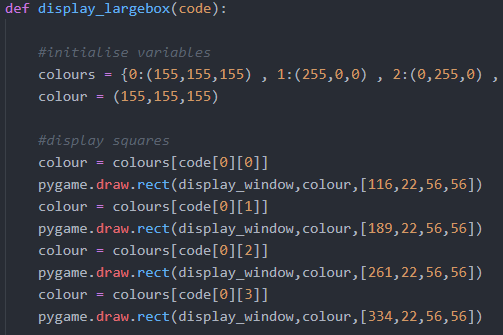 def display_largebox(code):
#initialise variables
colours = {0:(155,155,155) , 1:(255,0,0) , 2:(0,255,0) ,
colour = (155,155,155)
#display squares
colour = colours[code[0][0]]
pygame.draw.rect(display_window,colour,[116,22,56,56])
colour = colours[code[0][1]]
pygame.draw.rect(display_window,colour,[189,22,56,56])
colour = colours[code[0][2]]
pygame.draw.rect(display_window,colour,[261,22,56,56])
colour = colours[code[0][3]]
pygame.draw.rect(display_window,colour,[334,22,56,56])